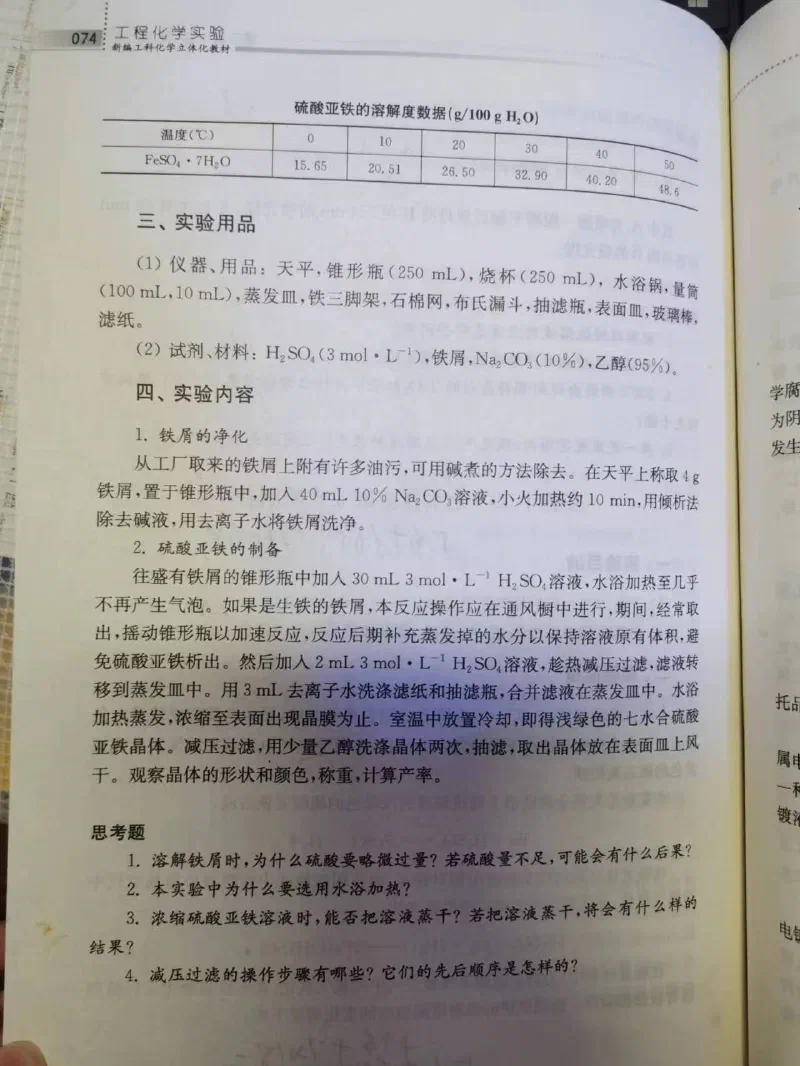 074 工程化学实验
新编工科化学立体化教材
硫酸亚铁的溶解度数据(g/100 g H₂O)
温度(℃) 0 10 20 30 40 50
FeSO₄·7H₂O 15.65 20.51 26.50 32.90 40.20 48.6
三、实验用品
(1) 仪器、用品：天平,锥形瓶(250 mL),烧杯(250 mL), 水浴锅,量筒
(100 mL,10 mL),蒸发皿,铁三脚架,石棉网,布氏漏斗,抽滤瓶,表面皿,玻璃棒,
滤纸。
(2) 试剂、材料：H₂SO₄(3 mol·L⁻¹),铁屑,Na₂CO₃(10%),乙醇(95%)。
四、实验内容
1. 铁屑的净化
从工厂取来的铁屑上附有许多油污,可用碱煮的方法除去。在天平上称取4 g
铁屑,置于锥形瓶中,加入 40 mL 10% Na₂CO₃溶液,小火加热约 10 min,用倾析法
除去碱液,用去离子水将铁屑洗净。
2. 硫酸亚铁的制备
往盛有铁屑的锥形瓶中加入 30 mL 3 mol·L⁻¹ H₂SO₄溶液,水浴加热至几乎
不再产生气泡。如果是生铁的铁屑,本反应操作应在通风橱中进行,期间,经常取
出,摇动锥形瓶以加速反应,反应后期补充蒸发掉的水分以保持溶液原有体积,避
免硫酸亚铁析出。然后加入 2 mL 3 mol·L⁻¹ H₂SO₄溶液,趁热减压过滤,滤液转
移到蒸发皿中。用 3 mL 去离子水洗涤滤纸和抽滤瓶,合并滤液在蒸发皿中。水浴
加热蒸发,浓缩至表面出现晶膜为止。室温中放置冷却,即得浅绿色的七水合硫酸
亚铁晶体。减压过滤,用少量乙醇洗涤晶体两次,抽滤,取出晶体放在表面皿上风
干。观察晶体的形状和颜色,称重,计算产率。
思考题
1. 溶解铁屑时,为什么硫酸要略微过量？若硫酸量不足,可能会有什么后果？
2. 本实验中为什么要选用水浴加热？
3. 浓缩硫酸亚铁溶液时,能否把溶液蒸干？若把溶液蒸干,将会有什么样的
结果？
4. 减压过滤的操作步骤有哪些？它们的先后顺序是怎样的？
学腐
为阴
发生
托品
属电
一种
镀液
电镀